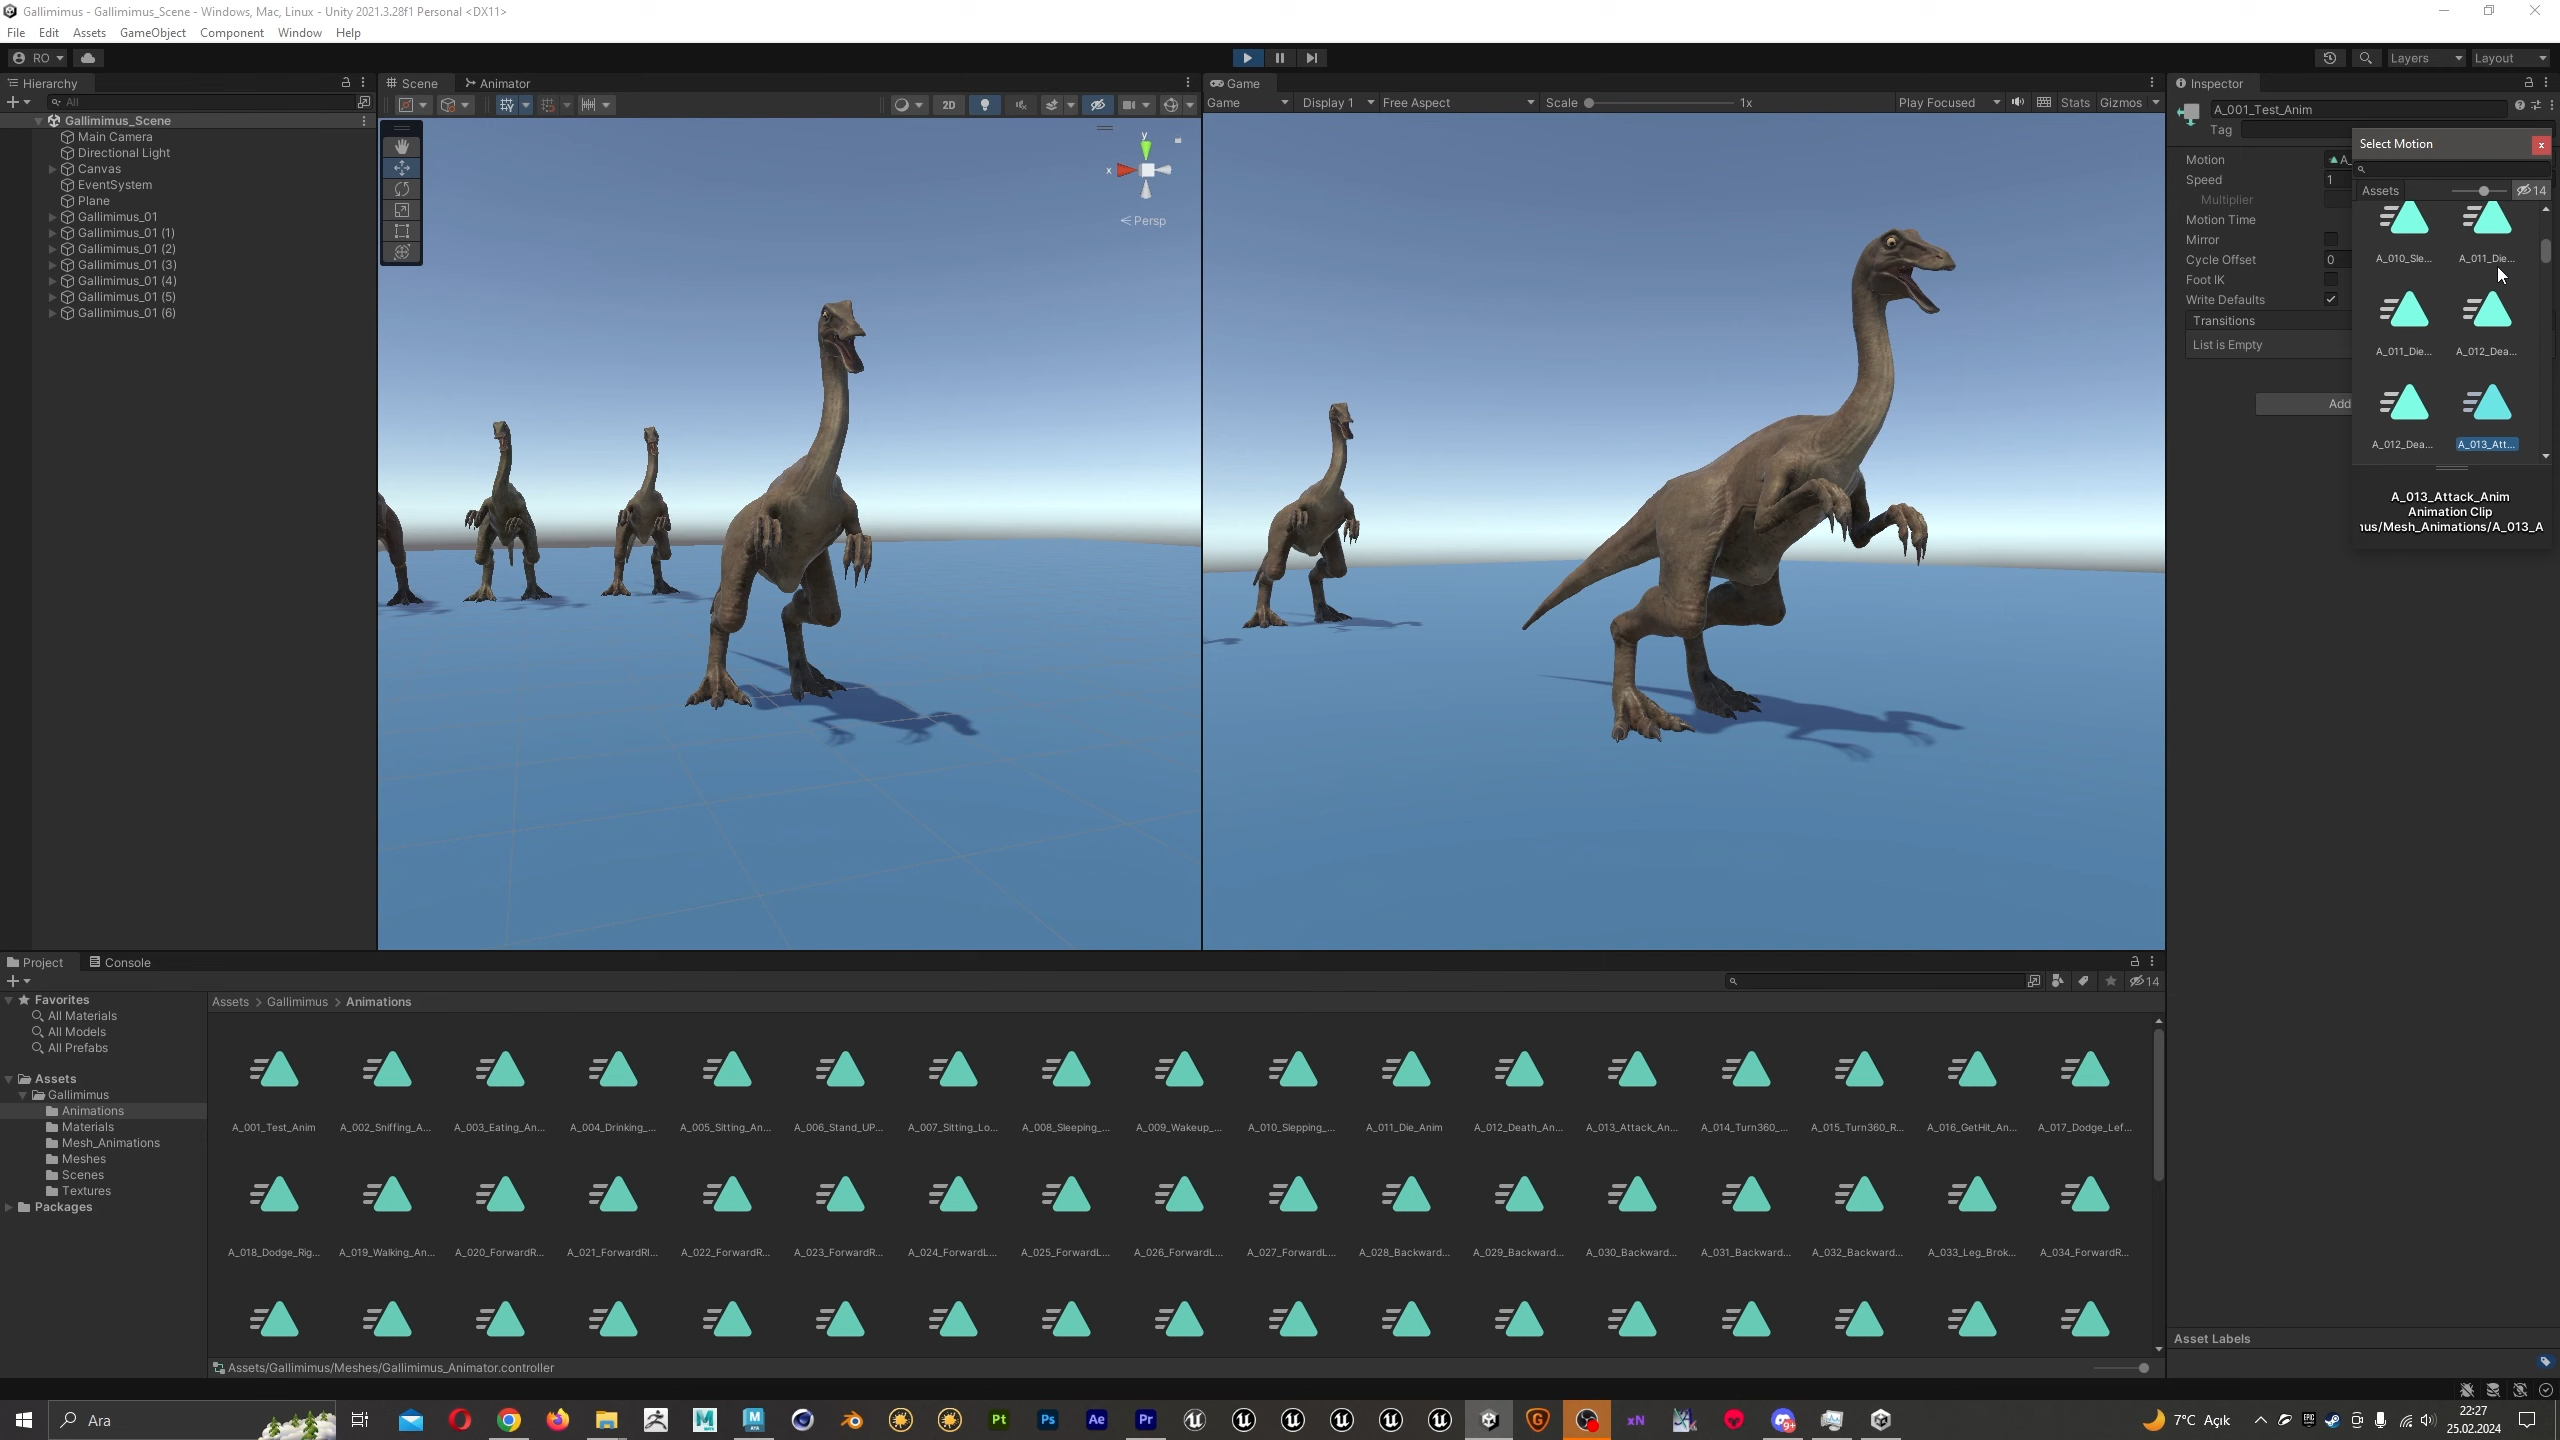 Gallimimus - Gallimimus_Scene - Windows, Mac, Linux - Unity 2021.3.28f1 Personal <DX11>
File Edit Assets GameObject Component Window Help
RO
Layers Layout
Hierarchy
All
Gallimimus_Scene
Main Camera
Directional Light
Canvas
EventSystem
Plane
Gallimimus_01
Gallimimus_01 (1)
Gallimimus_01 (2)
Gallimimus_01 (3)
Gallimimus_01 (4)
Gallimimus_01 (5)
Gallimimus_01 (6)
Scene Animator
2D
y
x
Persp
Game
Game Display 1 Free Aspect Scale 1x Play Focused Stats Gizmos
Inspector
A_001_Test_Anim
Tag
Motion A_
Speed 1
Multiplier
Motion Time
Mirror
Cycle Offset 0
Foot IK
Write Defaults
Transitions
List is Empty
Add
Select Motion
Assets 14
A_010_Sle... A_011_Die...
A_011_Die... A_012_Dea...
A_012_Dea... A_013_Att...
A_013_Attack_Anim
Animation Clip
us/Mesh_Animations/A_013_A
Project Console
14
Favorites
All Materials
All Models
All Prefabs
Assets
Gallimimus
Animations
Materials
Mesh_Animations
Meshes
Scenes
Textures
Packages
Assets > Gallimimus > Animations
A_001_Test_Anim A_002_Sniffing_A... A_003_Eating_An... A_004_Drinking_... A_005_Sitting_An... A_006_Stand_UP... A_007_Sitting_Lo... A_008_Sleeping_... A_009_Wakeup_... A_010_Slepping_... A_011_Die_Anim A_012_Death_An... A_013_Attack_An... A_014_Turn360_... A_015_Turn360_R... A_016_GetHit_An... A_017_Dodge_Lef...
A_018_Dodge_Rig... A_019_Walking_An... A_020_ForwardR... A_021_ForwardRI... A_022_ForwardR... A_023_ForwardR... A_024_ForwardL... A_025_ForwardL... A_026_ForwardL... A_027_ForwardL... A_028_Backward... A_029_Backward... A_030_Backward... A_031_Backward... A_032_Backward... A_033_Leg_Brok... A_034_ForwardR...
Assets/Gallimimus/Meshes/Gallimimus_Animator.controller
Asset Labels
Ara
Pt Ps Ae Pr
xN
9+
7°C Açık
22:27
25.02.2024